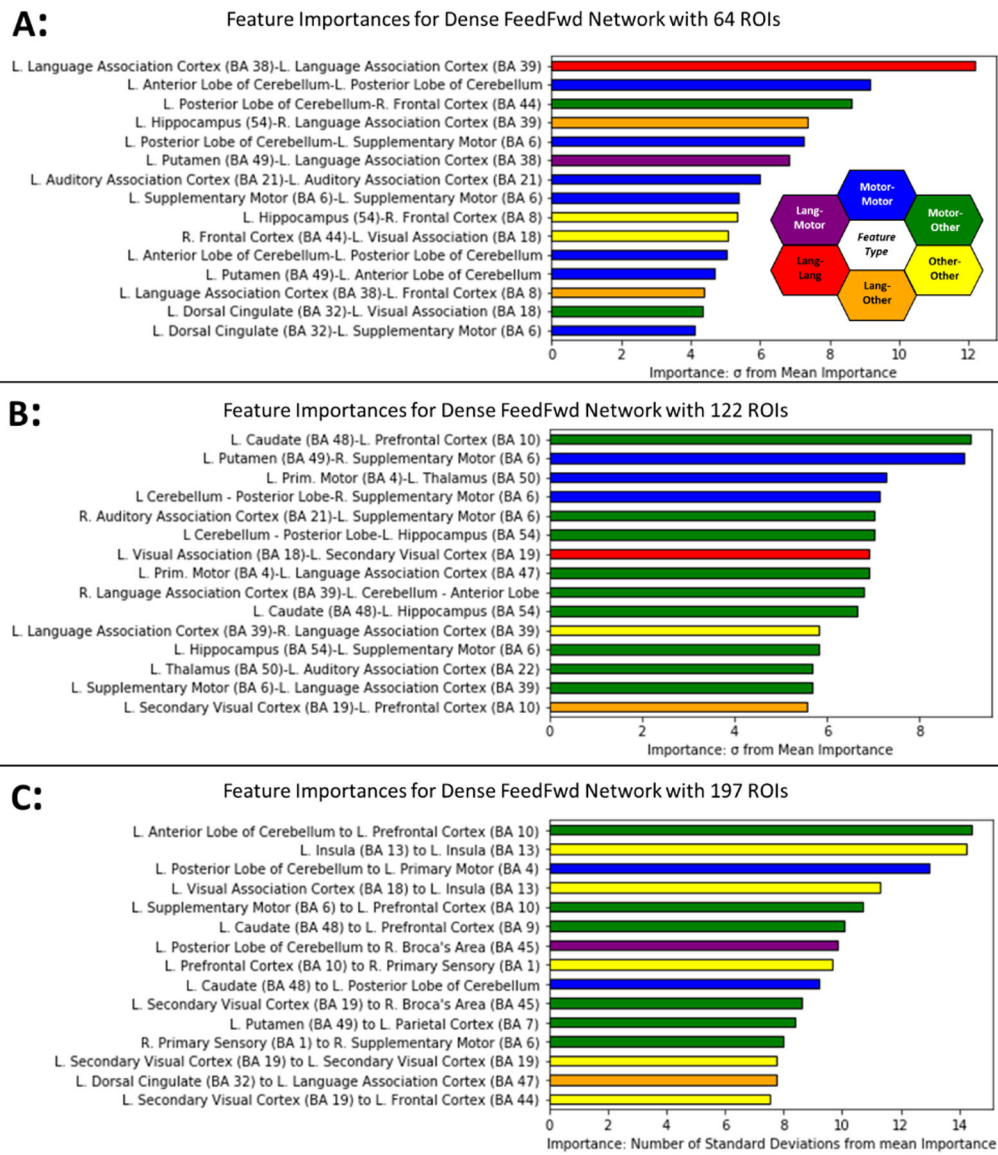 A:
Feature Importances for Dense FeedFwd Network with 64 ROIs
L. Language Association Cortex (BA 38)-L. Language Association Cortex (BA 39)
L. Anterior Lobe of Cerebellum-L. Posterior Lobe of Cerebellum
L. Posterior Lobe of Cerebellum-R. Frontal Cortex (BA 44)
L. Hippocampus (54)-R. Language Association Cortex (BA 39)
L. Posterior Lobe of Cerebellum-L. Supplementary Motor (BA 6)
L. Putamen (BA 49)-L. Language Association Cortex (BA 38)
L. Auditory Association Cortex (BA 21)-L. Auditory Association Cortex (BA 21)
L. Supplementary Motor (BA 6)-L. Supplementary Motor (BA 6)
L. Hippocampus (54)-R. Frontal Cortex (BA 8)
R. Frontal Cortex (BA 44)-L. Visual Association (BA 18)
L. Anterior Lobe of Cerebellum-L. Posterior Lobe of Cerebellum
L. Putamen (BA 49)-L. Anterior Lobe of Cerebellum
L. Language Association Cortex (BA 38)-L. Frontal Cortex (BA 8)
L. Dorsal Cingulate (BA 32)-L. Visual Association (BA 18)
L. Dorsal Cingulate (BA 32)-L. Supplementary Motor (BA 6)
Motor-
Motor
Lang-
Motor
Motor-
Other
Feature
Type
Lang-
Lang
Other-
Other
Lang-
Other
0 2 4 6 8 10 12
Importance: σ from Mean Importance
B:
Feature Importances for Dense FeedFwd Network with 122 ROIs
L. Caudate (BA 48)-L. Prefrontal Cortex (BA 10)
L. Putamen (BA 49)-R. Supplementary Motor (BA 6)
L. Prim. Motor (BA 4)-L. Thalamus (BA 50)
L Cerebellum - Posterior Lobe-R. Supplementary Motor (BA 6)
R. Auditory Association Cortex (BA 21)-L. Supplementary Motor (BA 6)
L Cerebellum - Posterior Lobe-L. Hippocampus (BA 54)
L. Visual Association (BA 18)-L. Secondary Visual Cortex (BA 19)
L. Prim. Motor (BA 4)-L. Language Association Cortex (BA 47)
R. Language Association Cortex (BA 39)-L. Cerebellum - Anterior Lobe
L. Caudate (BA 48)-L. Hippocampus (BA 54)
L. Language Association Cortex (BA 39)-R. Language Association Cortex (BA 39)
L. Hippocampus (BA 54)-L. Supplementary Motor (BA 6)
L. Thalamus (BA 50)-L. Auditory Association Cortex (BA 22)
L. Supplementary Motor (BA 6)-L. Language Association Cortex (BA 39)
L. Secondary Visual Cortex (BA 19)-L. Prefrontal Cortex (BA 10)
0 2 4 6 8
Importance: σ from Mean Importance
C:
Feature Importances for Dense FeedFwd Network with 197 ROIs
L. Anterior Lobe of Cerebellum to L. Prefrontal Cortex (BA 10)
L. Insula (BA 13) to L. Insula (BA 13)
L. Posterior Lobe of Cerebellum to L. Primary Motor (BA 4)
L. Visual Association Cortex (BA 18) to L. Insula (BA 13)
L. Supplementary Motor (BA 6) to L. Prefrontal Cortex (BA 10)
L. Caudate (BA 48) to L. Prefrontal Cortex (BA 9)
L. Posterior Lobe of Cerebellum to R. Broca's Area (BA 45)
L. Prefrontal Cortex (BA 10) to R. Primary Sensory (BA 1)
L. Caudate (BA 48) to L. Posterior Lobe of Cerebellum
L. Secondary Visual Cortex (BA 19) to R. Broca's Area (BA 45)
L. Putamen (BA 49) to L. Parietal Cortex (BA 7)
R. Primary Sensory (BA 1) to R. Supplementary Motor (BA 6)
L. Secondary Visual Cortex (BA 19) to L. Secondary Visual Cortex (BA 19)
L. Dorsal Cingulate (BA 32) to L. Language Association Cortex (BA 47)
L. Secondary Visual Cortex (BA 19) to L. Frontal Cortex (BA 44)
0 2 4 6 8 10 12 14
Importance: Number of Standard Deviations from mean Importance